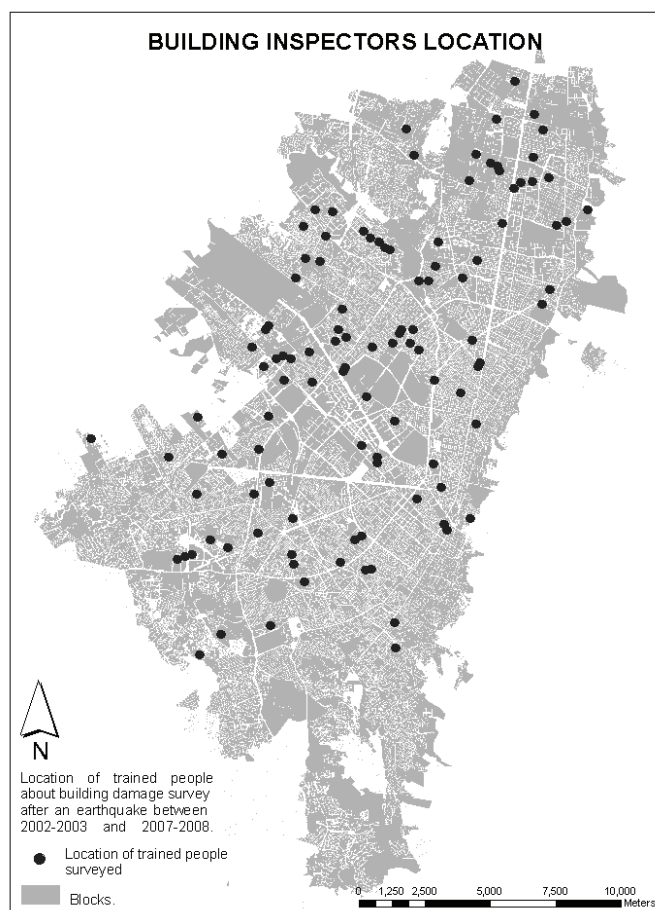 BUILDING INSPECTORS LOCATION
N
Location of trained people
about building damage survey
after an earthquake between
2002-2003 and 2007-2008.
Location of trained people
surveyed
Blocks.
0 1,250 2,500 5,000 7,500 10,000
Meters